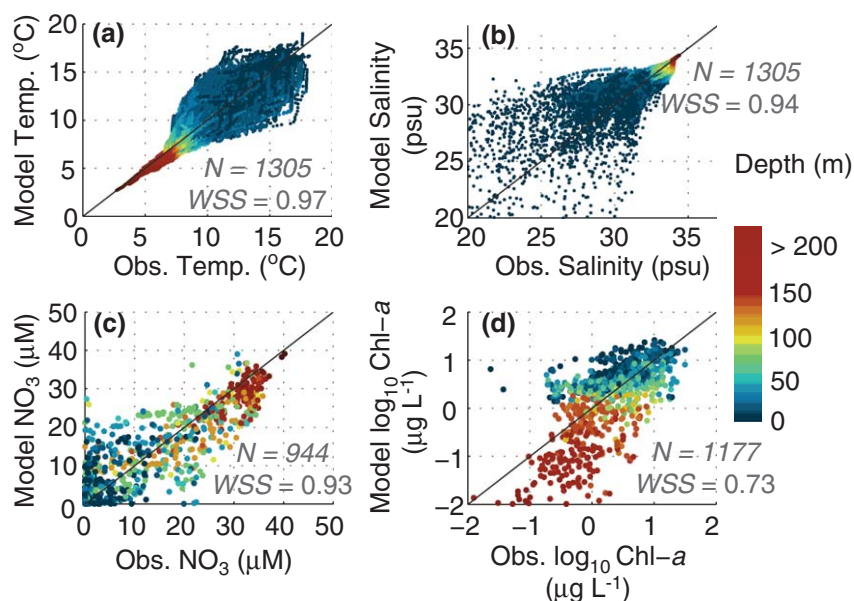 (a)
Model Temp. (°C)
20
15
10
5
0
N = 1305
WSS = 0.97
0 5 10 15 20
Obs. Temp. (°C)
(b)
Model Salinity
(psu)
35
30
25
20
N = 1305
WSS = 0.94
20 25 30 35
Obs. Salinity (psu)
Depth (m)
> 200
150
100
50
0
(c)
Model NO₃ (μM)
50
40
30
20
10
0
N = 944
WSS = 0.93
0 10 20 30 40 50
Obs. NO₃ (μM)
(d)
Model log₁₀ Chl–a
(μg L⁻¹)
2
1
0
−1
−2
N = 1177
WSS = 0.73
−2 −1 0 1 2
Obs. log₁₀ Chl–a
(μg L⁻¹)